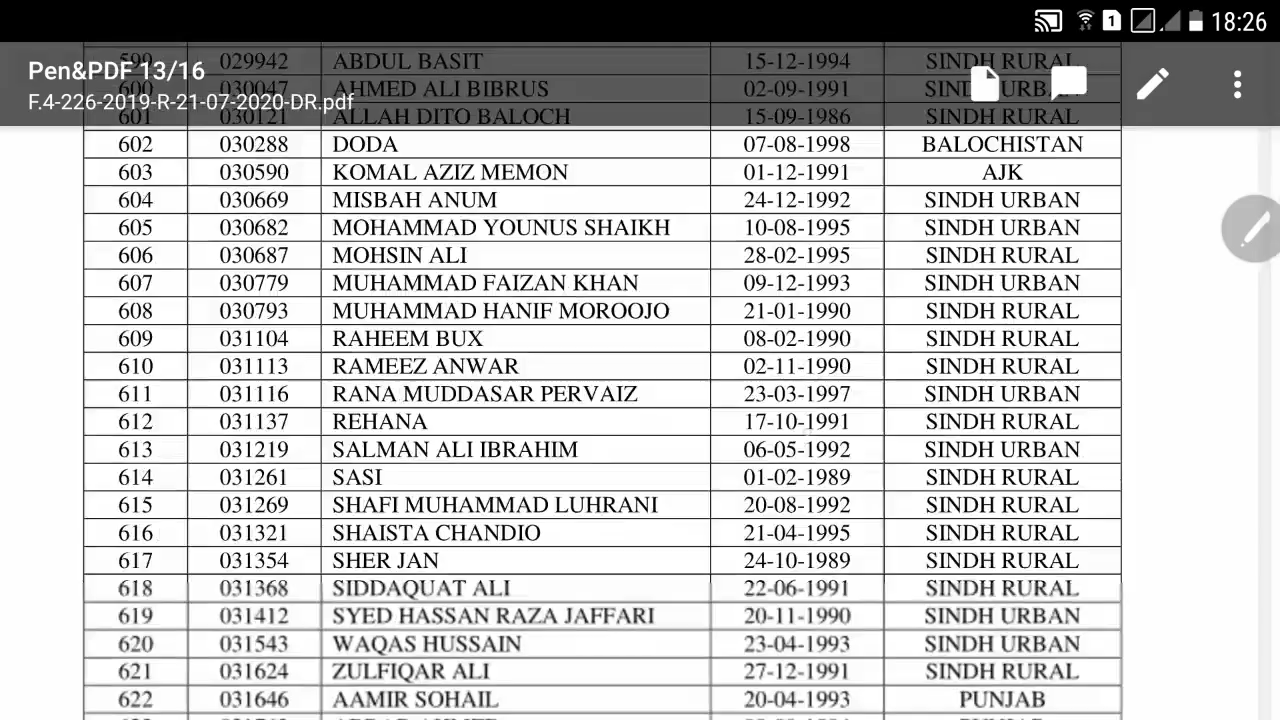 18:26
Pen&PDF 13/16
F.4-226-2019-R-21-07-2020-DR.pdf
599 029942 ABDUL BASIT 15-12-1994 SINDH RURAL
600 030047 AHMED ALI BIBRUS 02-09-1991 SINDH URBAN
601 030121 ALLAH DITO BALOCH 15-09-1986 SINDH RURAL
602 030288 DODA 07-08-1998 BALOCHISTAN
603 030590 KOMAL AZIZ MEMON 01-12-1991 AJK
604 030669 MISBAH ANUM 24-12-1992 SINDH URBAN
605 030682 MOHAMMAD YOUNUS SHAIKH 10-08-1995 SINDH URBAN
606 030687 MOHSIN ALI 28-02-1995 SINDH RURAL
607 030779 MUHAMMAD FAIZAN KHAN 09-12-1993 SINDH URBAN
608 030793 MUHAMMAD HANIF MOROOJO 21-01-1990 SINDH RURAL
609 031104 RAHEEM BUX 08-02-1990 SINDH RURAL
610 031113 RAMEEZ ANWAR 02-11-1990 SINDH RURAL
611 031116 RANA MUDDASAR PERVAIZ 23-03-1997 SINDH URBAN
612 031137 REHANA 17-10-1991 SINDH RURAL
613 031219 SALMAN ALI IBRAHIM 06-05-1992 SINDH URBAN
614 031261 SASI 01-02-1989 SINDH RURAL
615 031269 SHAFI MUHAMMAD LUHRANI 20-08-1992 SINDH RURAL
616 031321 SHAISTA CHANDIO 21-04-1995 SINDH RURAL
617 031354 SHER JAN 24-10-1989 SINDH RURAL
618 031368 SIDDAQUAT ALI 22-06-1991 SINDH RURAL
619 031412 SYED HASSAN RAZA JAFFARI 20-11-1990 SINDH URBAN
620 031543 WAQAS HUSSAIN 23-04-1993 SINDH URBAN
621 031624 ZULFIQAR ALI 27-12-1991 SINDH RURAL
622 031646 AAMIR SOHAIL 20-04-1993 PUNJAB